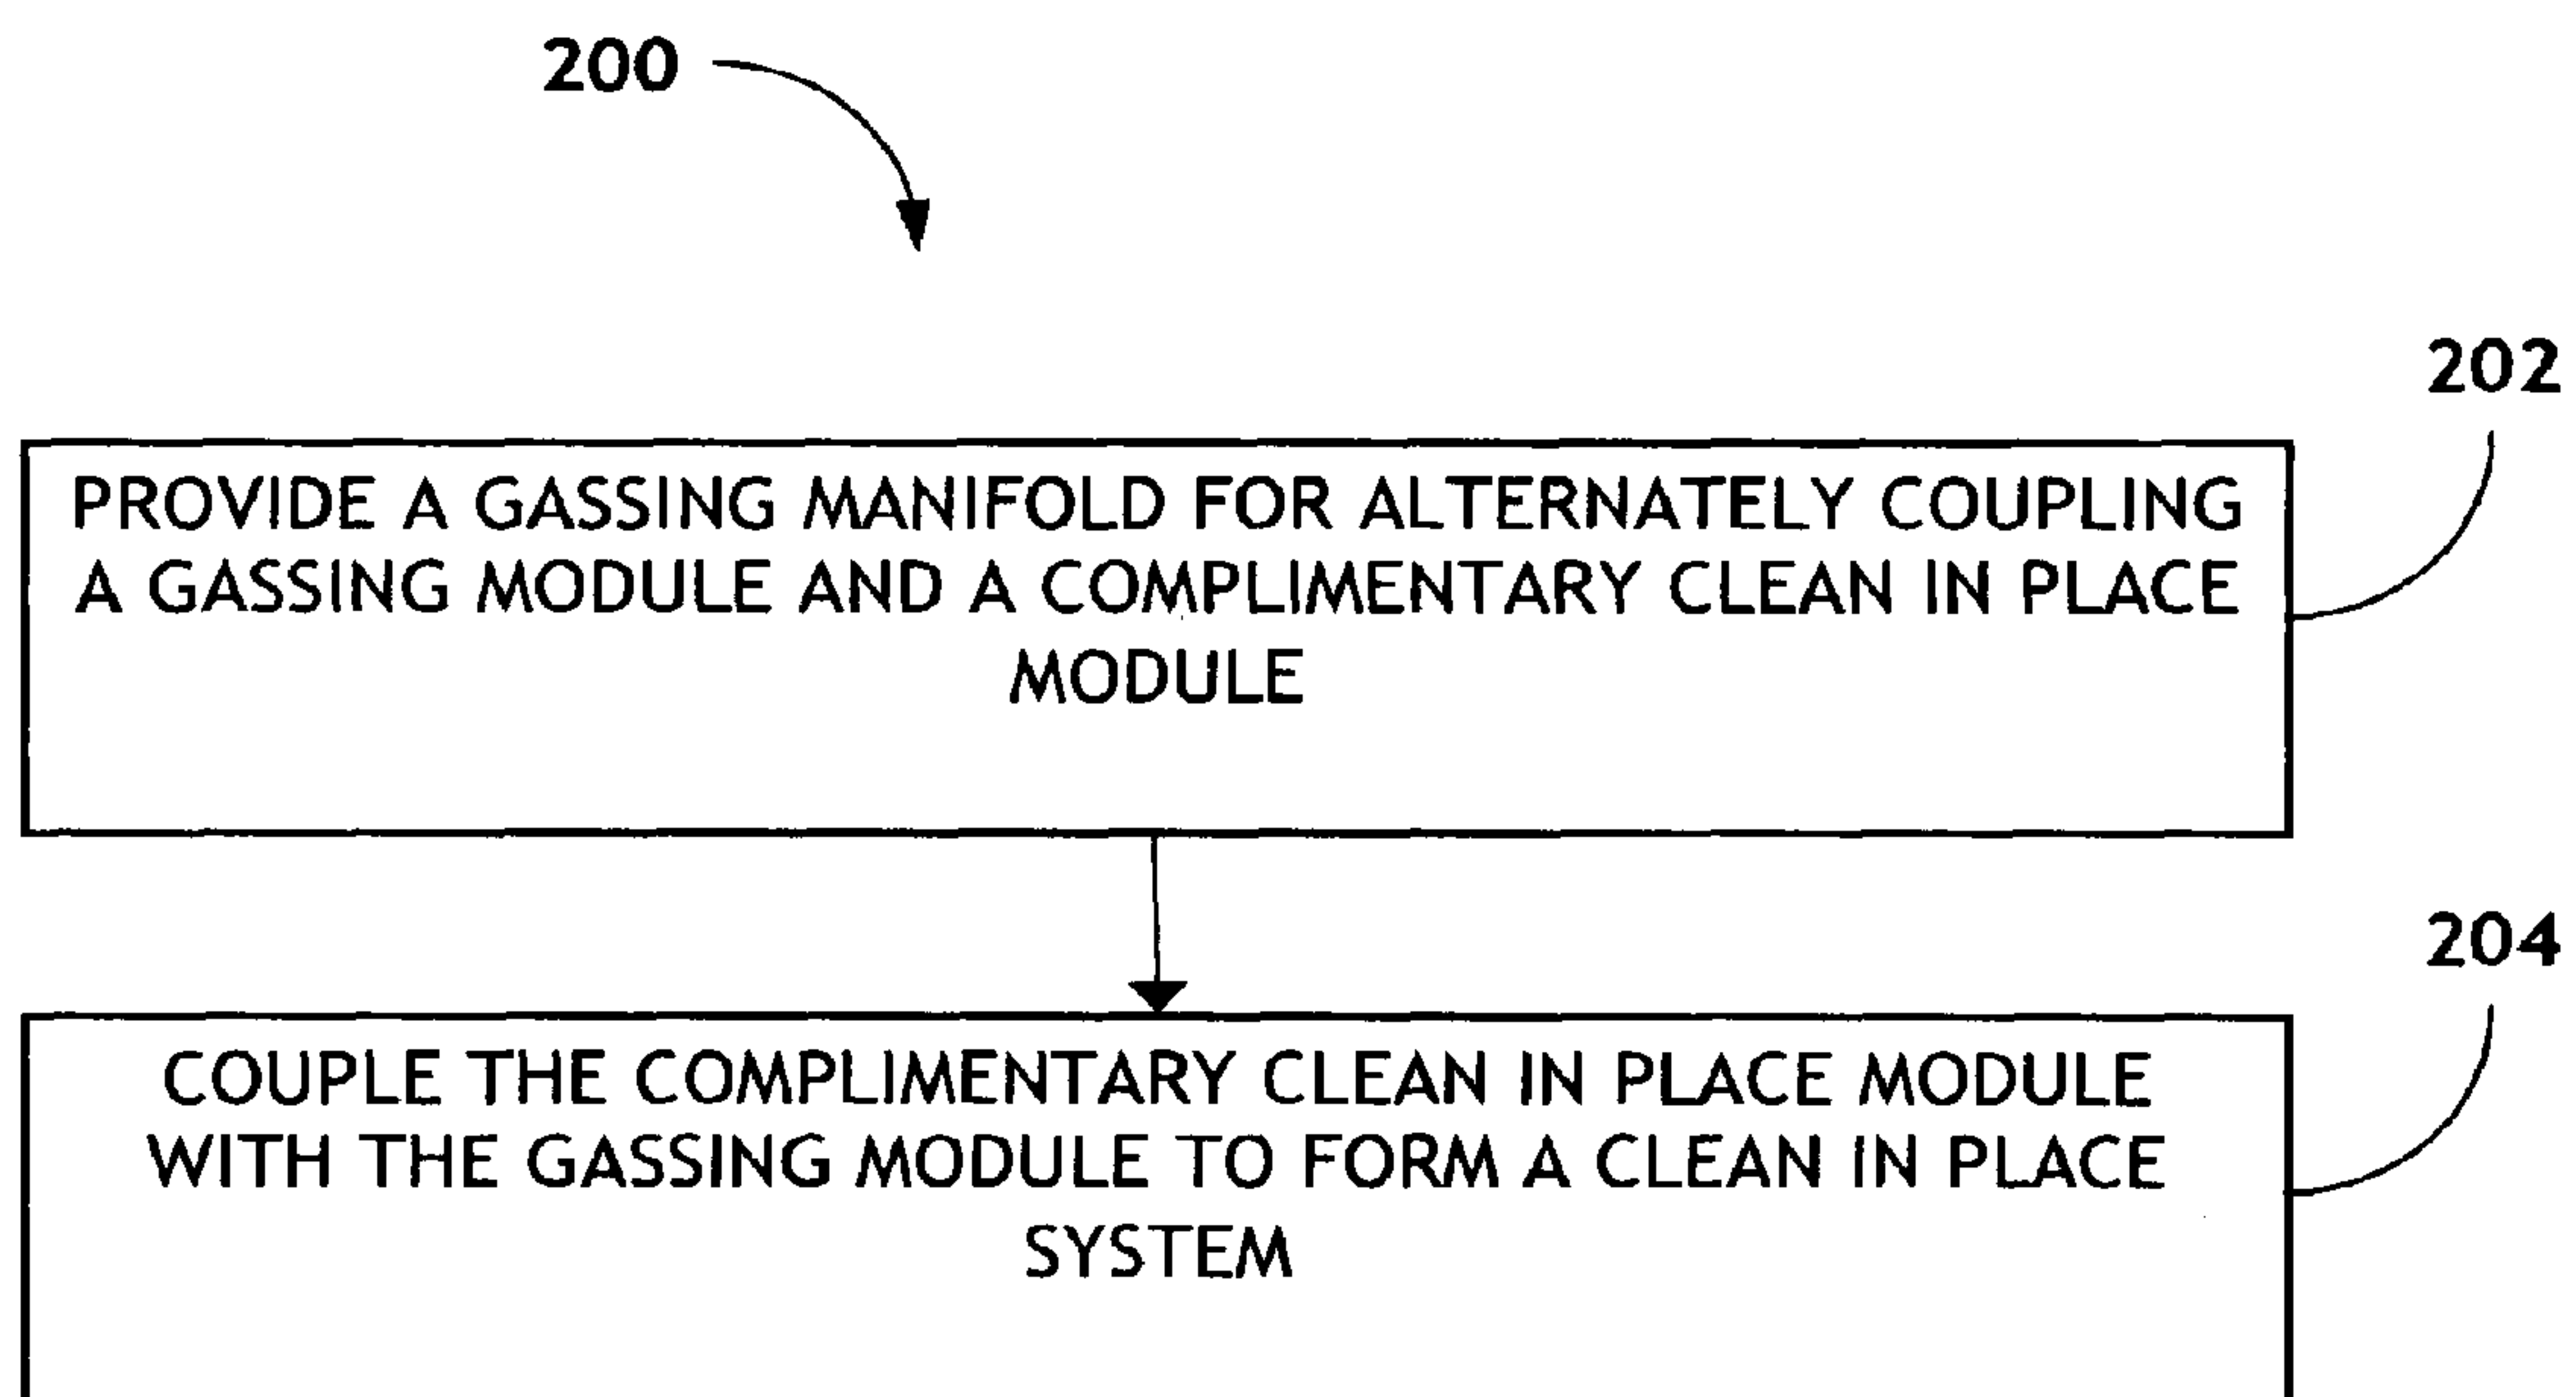 200
202
PROVIDE A GASSING MANIFOLD FOR ALTERNATELY COUPLING
A GASSING MODULE AND A COMPLIMENTARY CLEAN IN PLACE
MODULE
204
COUPLE THE COMPLIMENTARY CLEAN IN PLACE MODULE
WITH THE GASSING MODULE TO FORM A CLEAN IN PLACE
SYSTEM